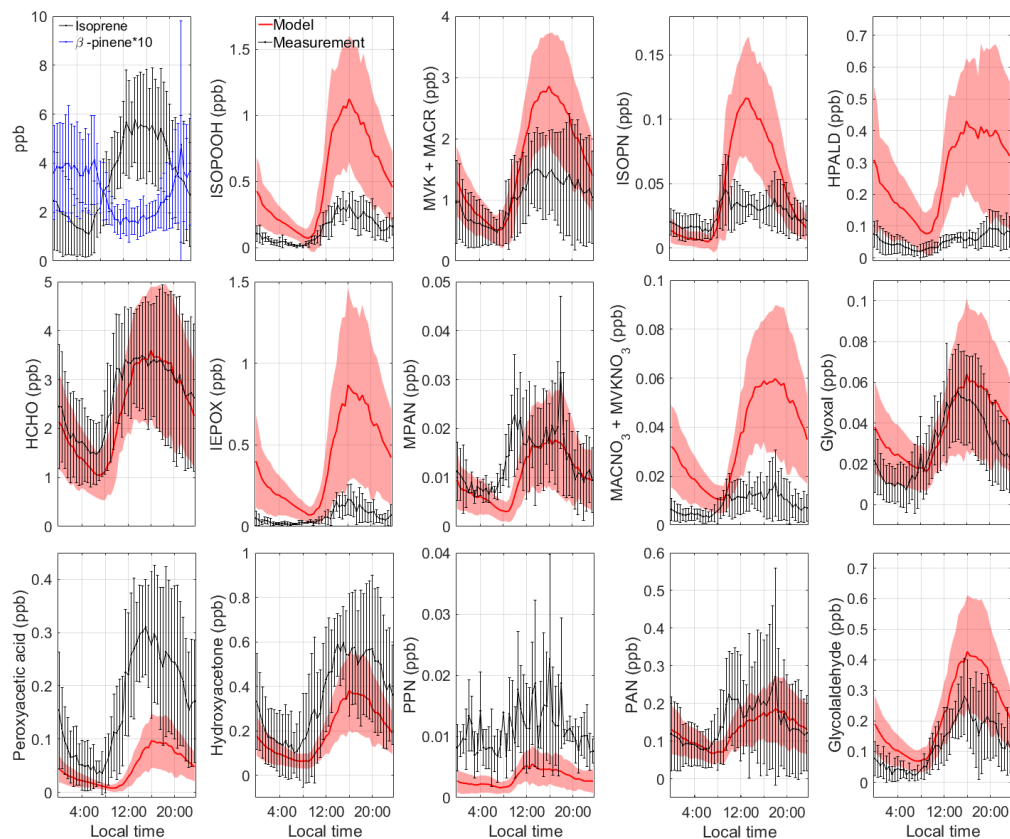 ppb
Isoprene
β -pinene*10
10
8
6
4
2
0
ppb
Model
Measurement
1.5
1
0.5
0
ISOPOOH (ppb)
4
3
2
1
0
MVK + MACR (ppb)
0.15
0.1
0.05
0
ISOPN (ppb)
0.7
0.6
0.5
0.4
0.3
0.2
0.1
0
HPALD (ppb)
5
4
3
2
1
0
HCHO (ppb)
1.5
1
0.5
0
IEPOX (ppb)
0.05
0.04
0.03
0.02
0.01
0
MPAN (ppb)
0.1
0.08
0.06
0.04
0.02
0
MACNO3 + MVKNO3 (ppb)
0.1
0.08
0.06
0.04
0.02
0
Glyoxal (ppb)
0.4
0.3
0.2
0.1
0
Peroxyacetic acid (ppb)
4:00 12:00 20:00
Local time
1
0.8
0.6
0.4
0.2
0
Hydroxyacetone (ppb)
4:00 12:00 20:00
Local time
0.04
0.03
0.02
0.01
0
PPN (ppb)
4:00 12:00 20:00
Local time
0.6
0.5
0.4
0.3
0.2
0.1
0
PAN (ppb)
4:00 12:00 20:00
Local time
0.7
0.6
0.5
0.4
0.3
0.2
0.1
0
Glycolaldehyde (ppb)
4:00 12:00 20:00
Local time